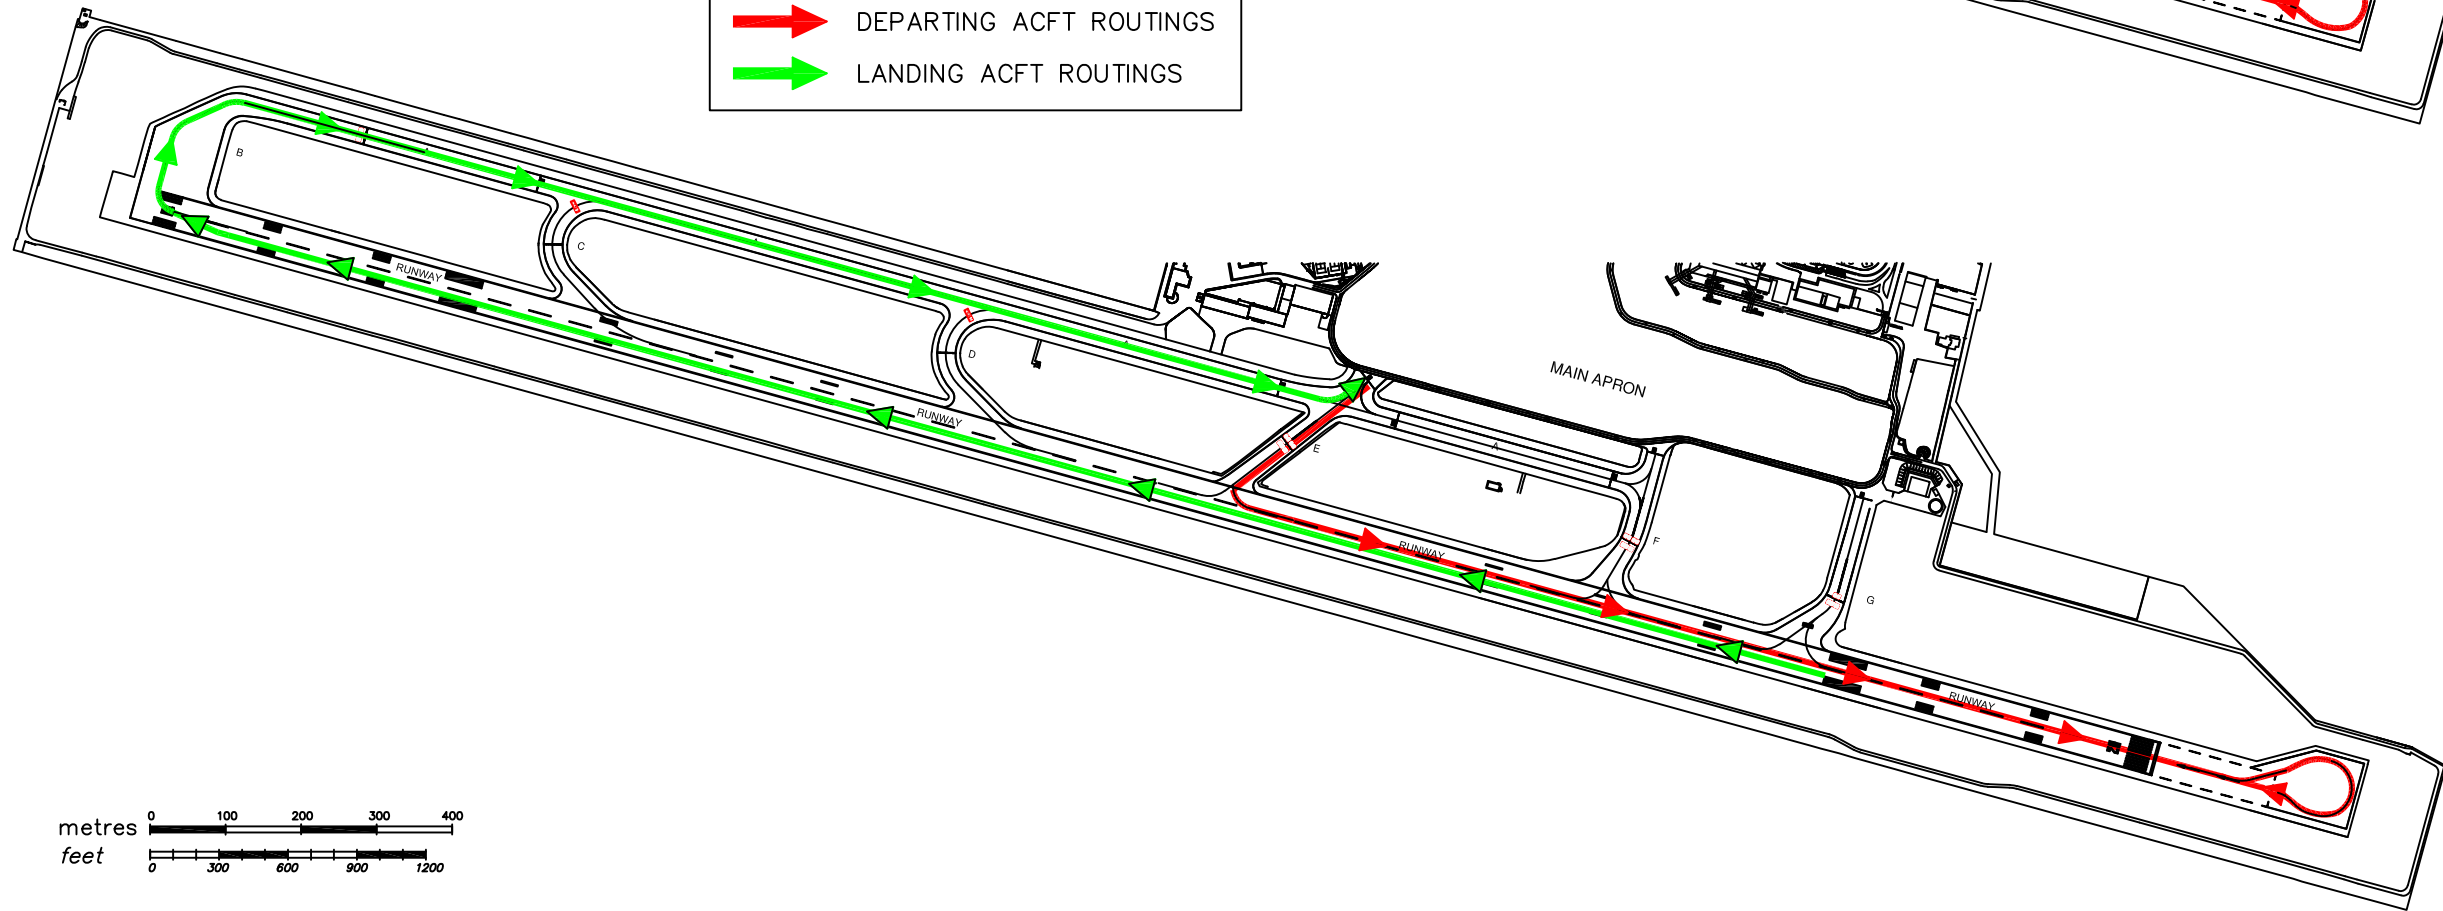 DEPARTING ACFT ROUTINGS
LANDING ACFT ROUTINGS
B
A
C
RUNWAY
A
D
MAIN APRON
RUNWAY
A
E
RUNWAY
F
G
RUNWAY
metres 0 100 200 300 400
feet 0 300 600 900 1200